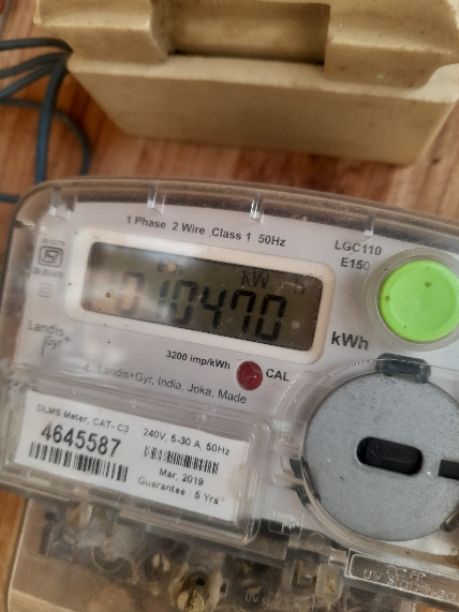 1 Phase 2 Wire ,Class 1 50Hz
LGC110
E150
kW h
010470
kWh
3200 imp/kWh
CAL
Landis
Gyr+
Landis+Gyr, India, Joka, Made
DLMS Meter, CAT- C3
4645587
240V, 5-30 A, 50Hz
Mar, 2019
Guarantee : 5 Yrs